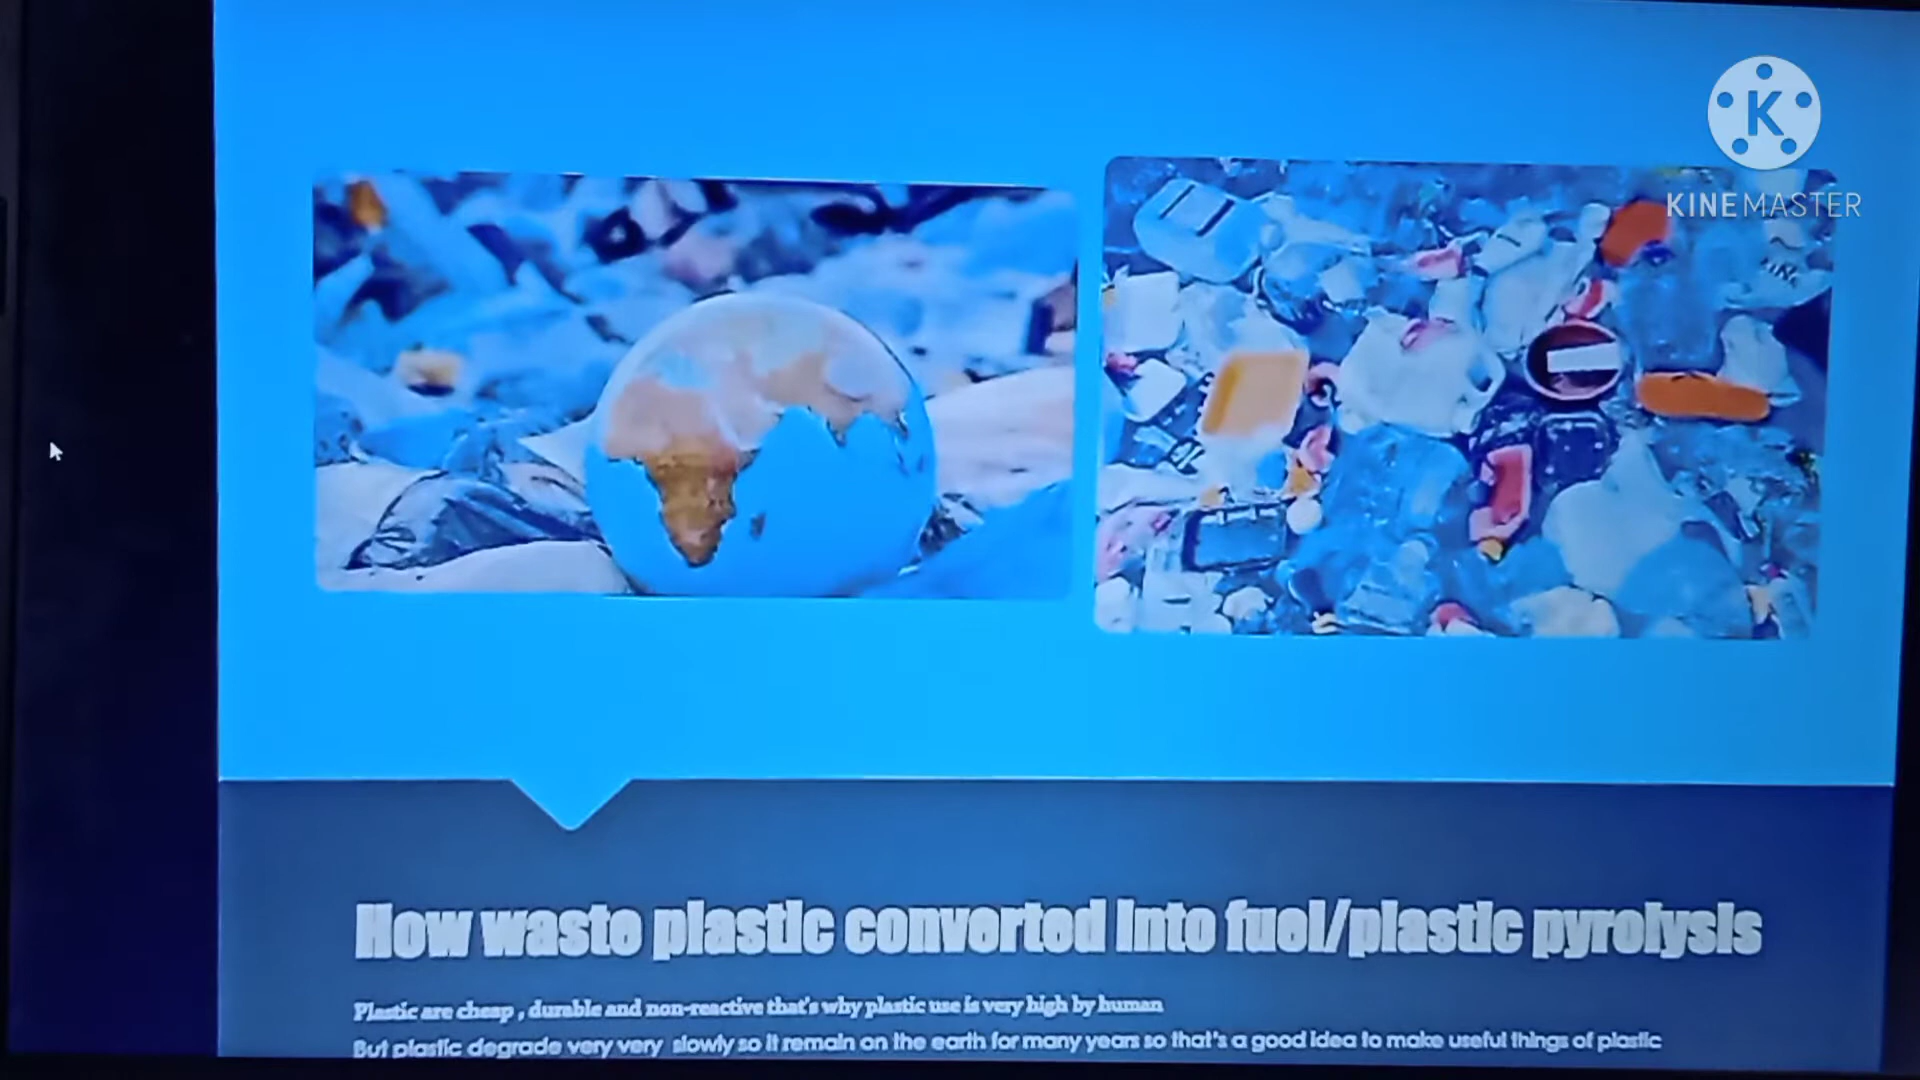 K
KINEMASTER
How waste plastic converted into fuel/plastic pyrolysis
Plastic are cheap , durable and non-reactive that's why plastic use is very high by human
But plastic degrade very very slowly so it remain on the earth for many years so that's a good idea to make useful things of plastic